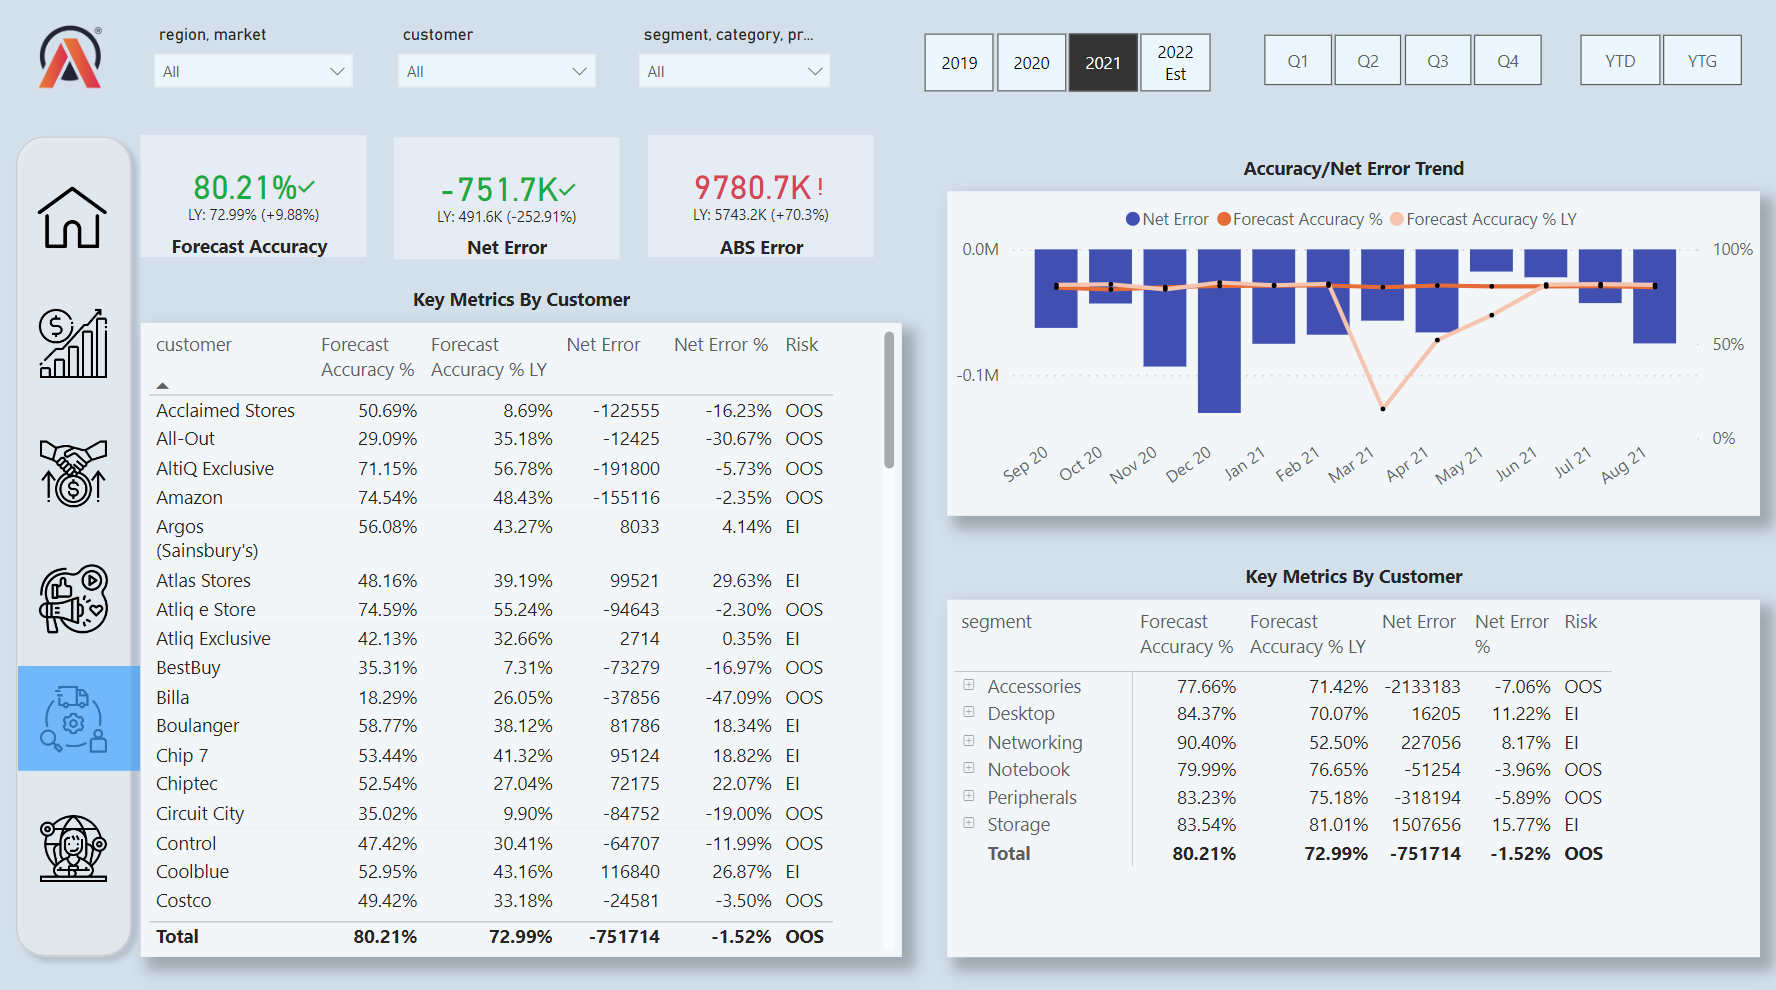 region, market
customer
segment, category, pr...
All
All
All
2019
2020
2021
2022
Est
Q1
Q2
Q3
Q4
YTD
YTG
80.21%
LY: 72.99% (+9.88%)
Forecast Accuracy
-751.7K
LY: 491.6K (-252.91%)
Net Error
9780.7K!
LY: 5743.2K (+70.3%)
ABS Error
Key Metrics By Customer
customer Forecast Accuracy % Forecast Accuracy % LY Net Error Net Error % Risk
Acclaimed Stores 50.69% 8.69% -122555 -16.23% OOS
All-Out 29.09% 35.18% -12425 -30.67% OOS
AltiQ Exclusive 71.15% 56.78% -191800 -5.73% OOS
Amazon 74.54% 48.43% -155116 -2.35% OOS
Argos (Sainsbury's) 56.08% 43.27% 8033 4.14% EI
Atlas Stores 48.16% 39.19% 99521 29.63% EI
Atliq e Store 74.59% 55.24% -94643 -2.30% OOS
Atliq Exclusive 42.13% 32.66% 2714 0.35% EI
BestBuy 35.31% 7.31% -73279 -16.97% OOS
Billa 18.29% 26.05% -37856 -47.09% OOS
Boulanger 58.77% 38.12% 81786 18.34% EI
Chip 7 53.44% 41.32% 95124 18.82% EI
Chiptec 52.54% 27.04% 72175 22.07% EI
Circuit City 35.02% 9.90% -84752 -19.00% OOS
Control 47.42% 30.41% -64707 -11.99% OOS
Coolblue 52.95% 43.16% 116840 26.87% EI
Costco 49.42% 33.18% -24581 -3.50% OOS
Total 80.21% 72.99% -751714 -1.52% OOS
Accuracy/Net Error Trend
Net Error Forecast Accuracy % Forecast Accuracy % LY
0.0M
-0.1M
100%
50%
0%
Sep 20 Oct 20 Nov 20 Dec 20 Jan 21 Feb 21 Mar 21 Apr 21 May 21 Jun 21 Jul 21 Aug 21
Key Metrics By Customer
segment Forecast Accuracy % Forecast Accuracy % LY Net Error Net Error % Risk
Accessories 77.66% 71.42% -2133183 -7.06% OOS
Desktop 84.37% 70.07% 16205 11.22% EI
Networking 90.40% 52.50% 227056 8.17% EI
Notebook 79.99% 76.65% -51254 -3.96% OOS
Peripherals 83.23% 75.18% -318194 -5.89% OOS
Storage 83.54% 81.01% 1507656 15.77% EI
Total 80.21% 72.99% -751714 -1.52% OOS